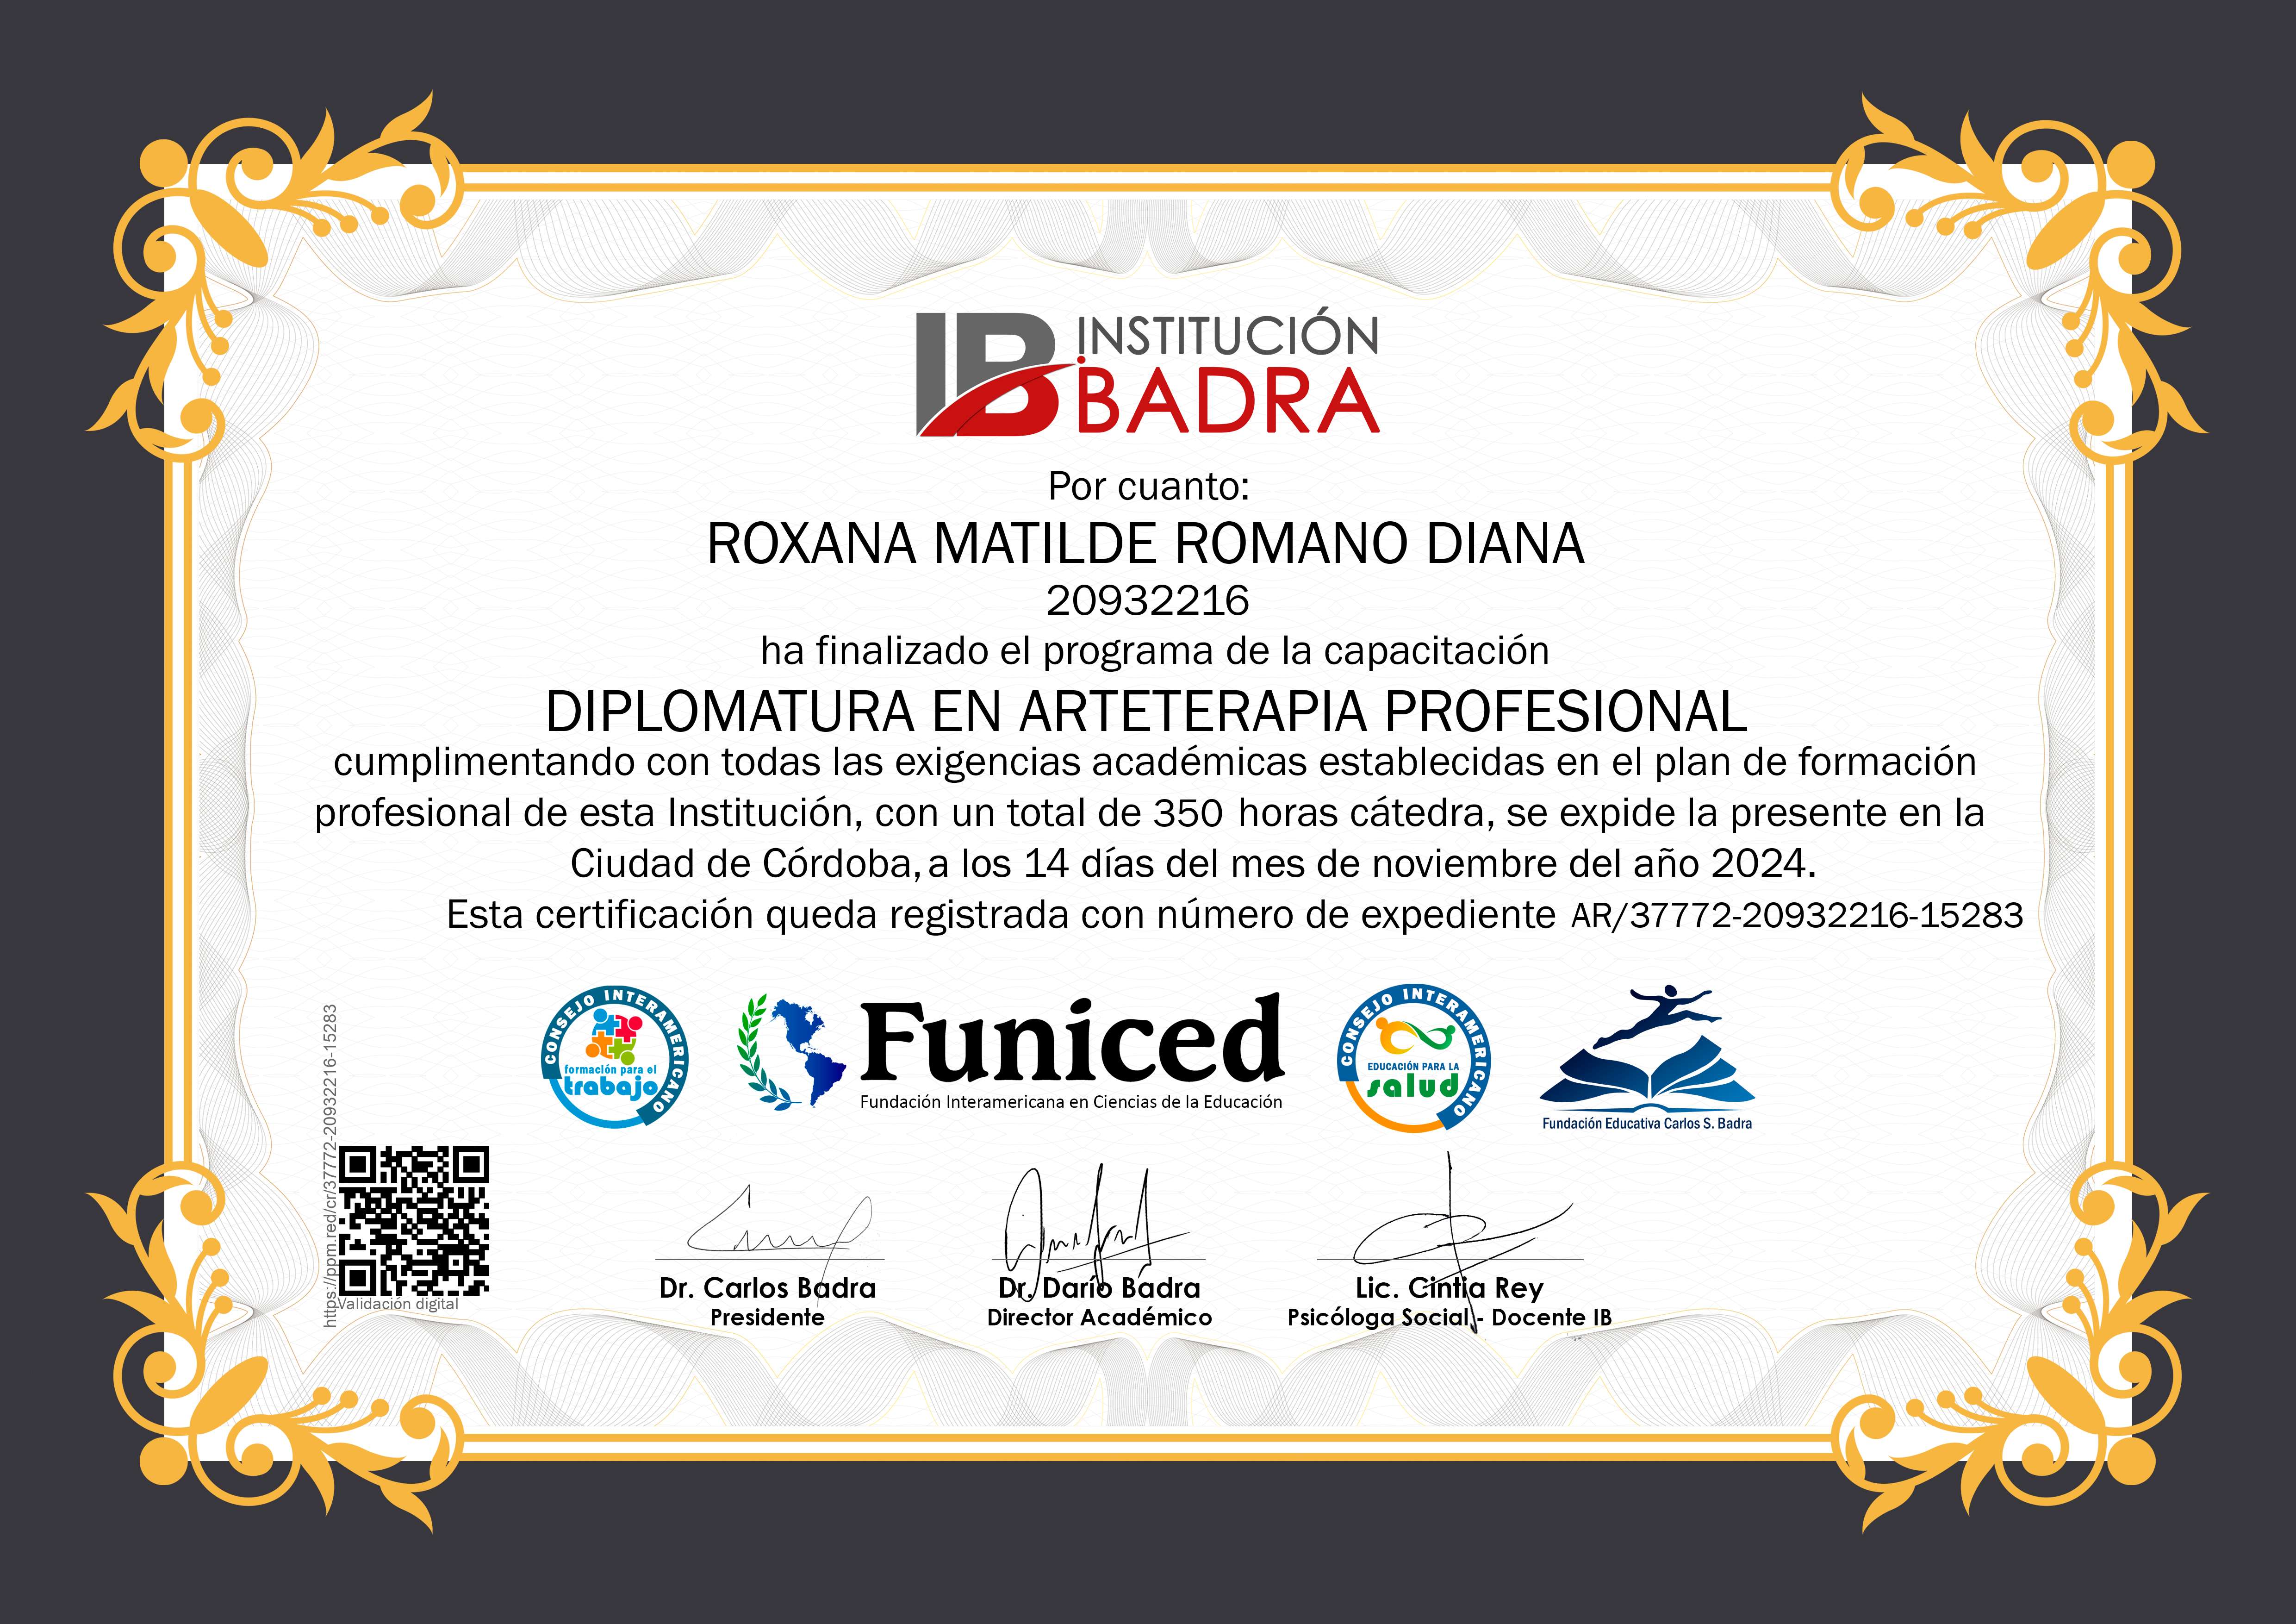 INSTITUCIÓN
BADRA
Por cuanto:
ROXANA MATILDE ROMANO DIANA
20932216
ha finalizado el programa de la capacitación
DIPLOMATURA EN ARTETERAPIA PROFESIONAL
cumplimentando con todas las exigencias académicas establecidas en el plan de formación
profesional de esta Institución, con un total de 350 horas cátedra, se expide la presente en la
Ciudad de Córdoba, a los 14 días del mes de noviembre del año 2024.
Esta certificación queda registrada con número de expediente AR/37772-20932216-15283
CONSEJO INTERAMERICANO
formación para el
trabajo
Funiced
Fundación Interamericana en Ciencias de la Educación
CONSEJO INTERAMERICANO
EDUCACIÓN PARA LA
salud
Fundación Educativa Carlos S. Badra
https://ppm.red/cr/37772-20932216-15283
Validación digital
Dr. Carlos Badra
Presidente
Dr. Darío Badra
Director Académico
Lic. Cintia Rey
Psicóloga Social - Docente IB